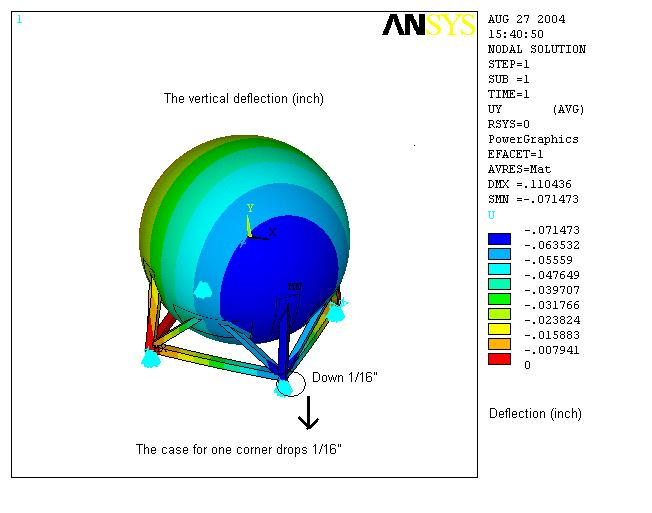 1
ANSYS
The vertical deflection (inch)
Y
X
MN
Down 1/16"
The case for one corner drops 1/16"
AUG 27 2004
15:40:50
NODAL SOLUTION
STEP=1
SUB =1
TIME=1
UY (AVG)
RSYS=0
PowerGraphics
EFACET=1
AVRES=Mat
DMX =.110436
SMN =-.071473
U
-.071473
-.063532
-.05559
-.047649
-.039707
-.031766
-.023824
-.015883
-.007941
0
Deflection (inch)